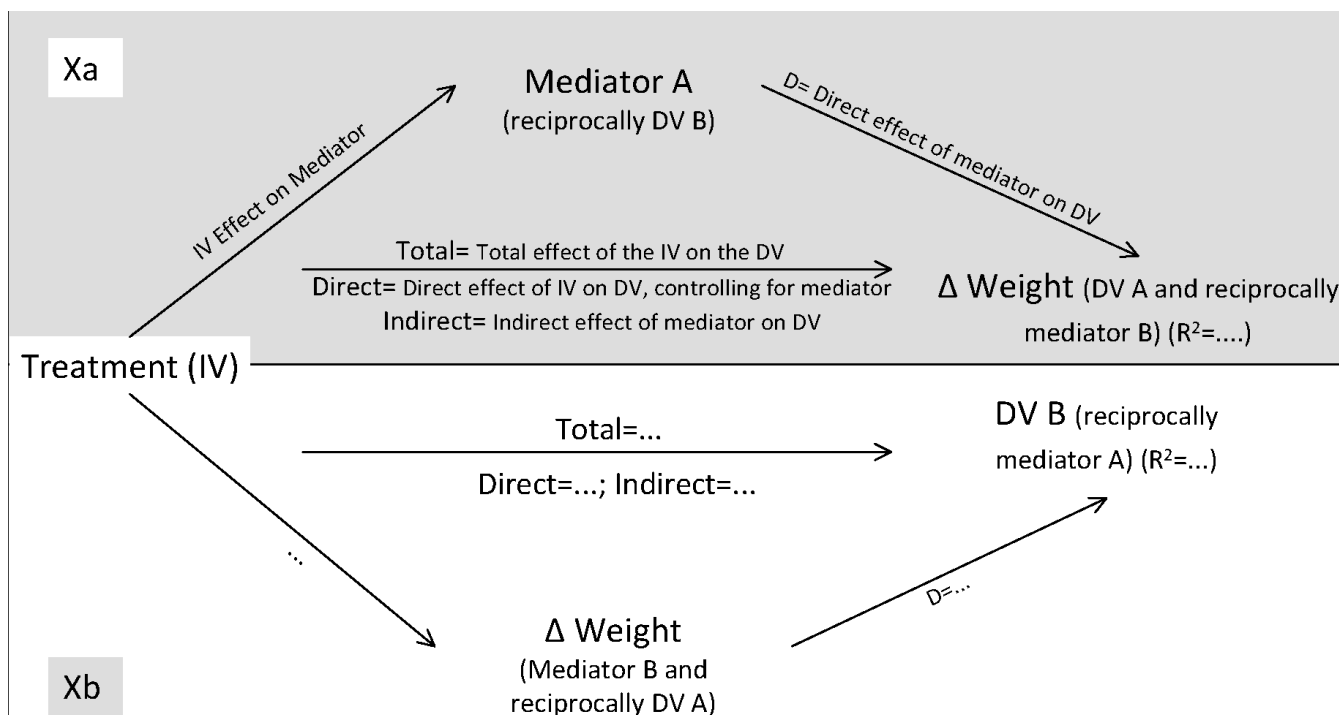 Xa
Mediator A
(reciprocally DV B)
IV Effect on Mediator
D= Direct effect of mediator on DV
Total= Total effect of the IV on the DV
Direct= Direct effect of IV on DV, controlling for mediator
Indirect= Indirect effect of mediator on DV
Δ Weight (DV A and reciprocally
mediator B) (R²=....)
Treatment (IV)
DV B (reciprocally
mediator A) (R²=...)
Total=...
Direct=...; Indirect=...
...
D=...
Δ Weight
(Mediator B and
reciprocally DV A)
Xb